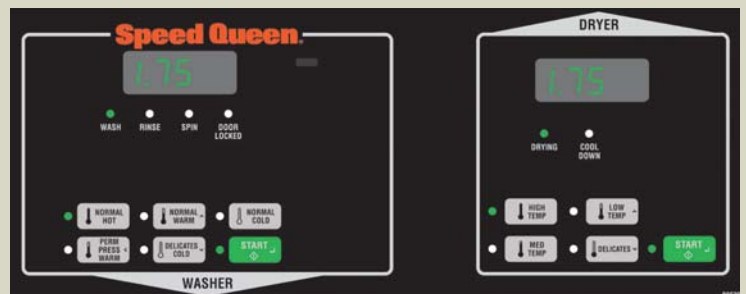 Speed Queen®
1.75
WASH
RINSE
SPIN
DOOR
LOCKED
NORMAL
HOT
NORMAL
WARM
NORMAL
COLD
PERM
PRESS
WARM
DELICATES
COLD
START
WASHER
DRYER
1.75
DRYING
COOL
DOWN
HIGH
TEMP
LOW
TEMP
MED
TEMP
DELICATES
START